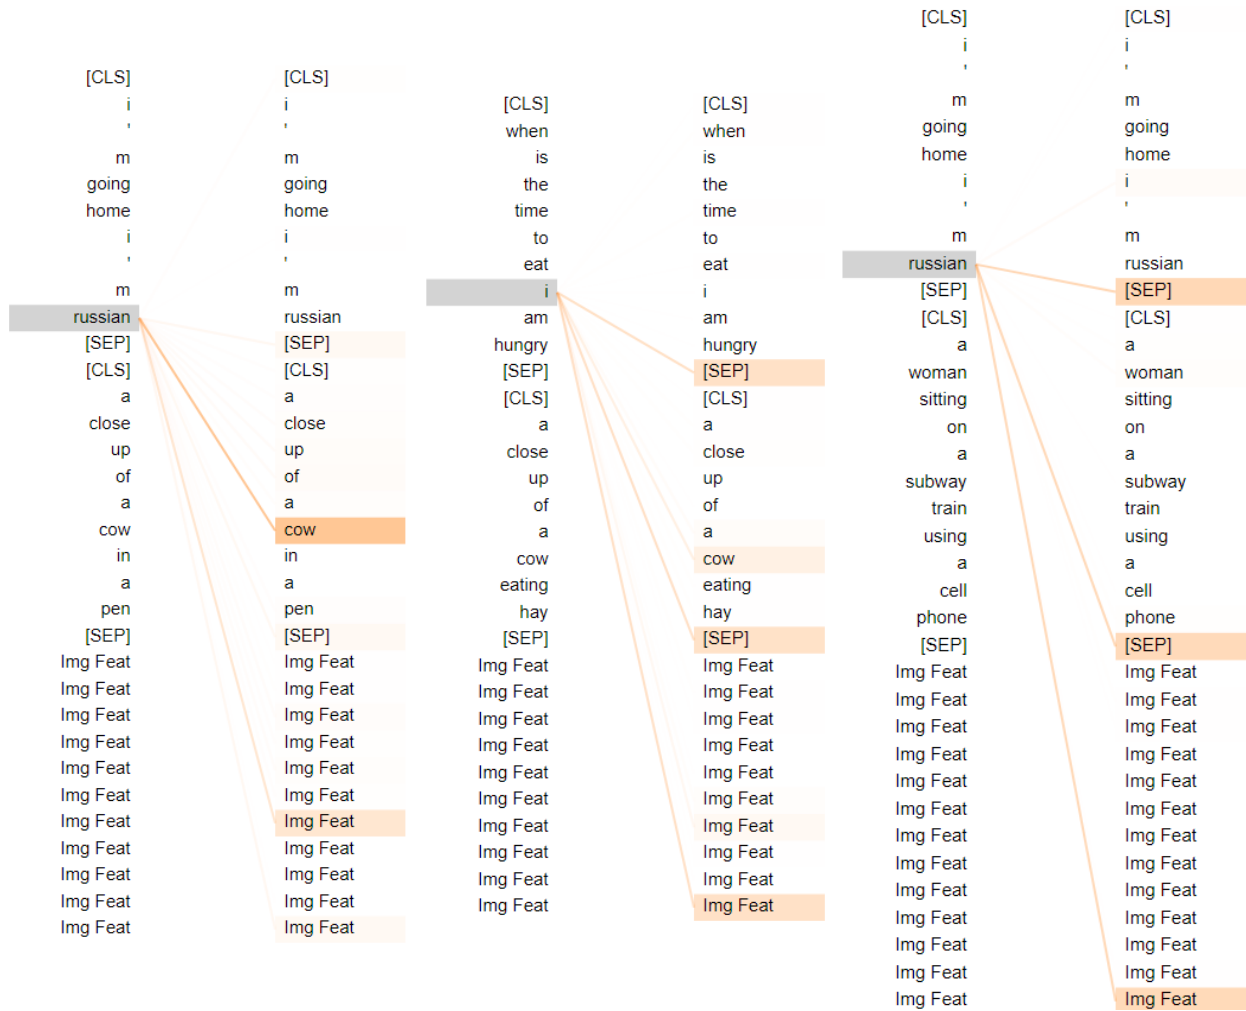 [CLS] [CLS]
i i
' '
m m
going going
home home
i i
' '
m m
russian russian
[SEP] [SEP]
[CLS] [CLS]
a a
close close
up up
of of
a a
cow cow
in in
a a
pen pen
[SEP] [SEP]
Img Feat Img Feat
Img Feat Img Feat
Img Feat Img Feat
Img Feat Img Feat
Img Feat Img Feat
Img Feat Img Feat
Img Feat Img Feat
Img Feat Img Feat
Img Feat Img Feat
Img Feat Img Feat
Img Feat Img Feat
[CLS] [CLS]
when when
is is
the the
time time
to to
eat eat
i i
am am
hungry hungry
[SEP] [SEP]
[CLS] [CLS]
a a
close close
up up
of of
a a
cow cow
eating eating
hay hay
[SEP] [SEP]
Img Feat Img Feat
Img Feat Img Feat
Img Feat Img Feat
Img Feat Img Feat
Img Feat Img Feat
Img Feat Img Feat
Img Feat Img Feat
Img Feat Img Feat
Img Feat Img Feat
Img Feat Img Feat
[CLS] [CLS]
i i
' '
m m
going going
home home
i i
' '
m m
russian russian
[SEP] [SEP]
[CLS] [CLS]
a a
woman woman
sitting sitting
on on
a a
subway subway
train train
using using
a a
cell cell
phone phone
[SEP] [SEP]
Img Feat Img Feat
Img Feat Img Feat
Img Feat Img Feat
Img Feat Img Feat
Img Feat Img Feat
Img Feat Img Feat
Img Feat Img Feat
Img Feat Img Feat
Img Feat Img Feat
Img Feat Img Feat
Img Feat Img Feat
Img Feat Img Feat
Img Feat Img Feat